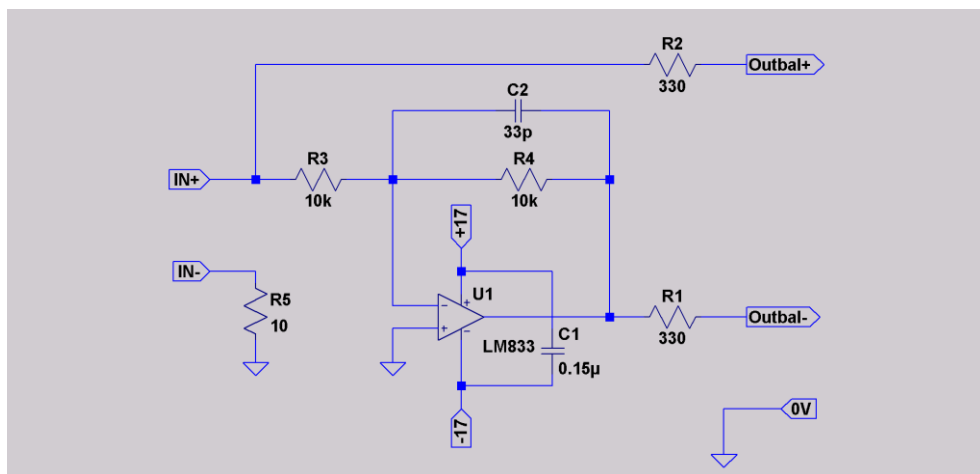 R2
Outbal+
330
C2
33p
R3
R4
IN+
10k
10k
+17
IN-
U1
R5
10
R1
Outbal-
C1
330
LM833
0.15µ
-17
0V